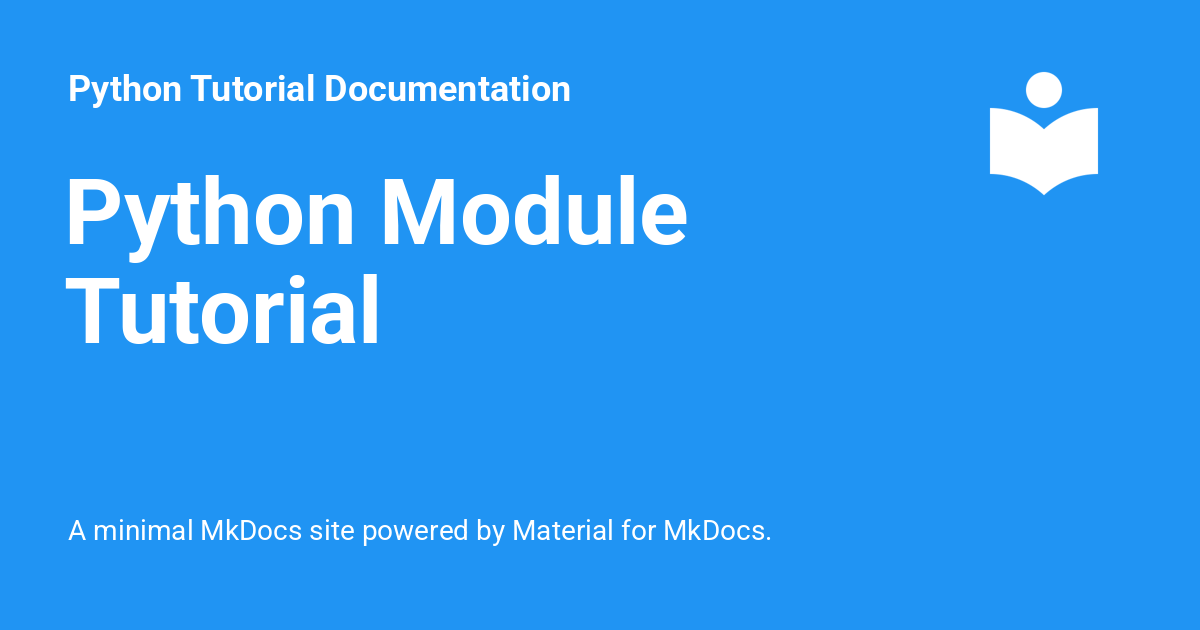 Python Tutorial Documentation
Python Module
Tutorial
A minimal MkDocs site powered by Material for MkDocs.